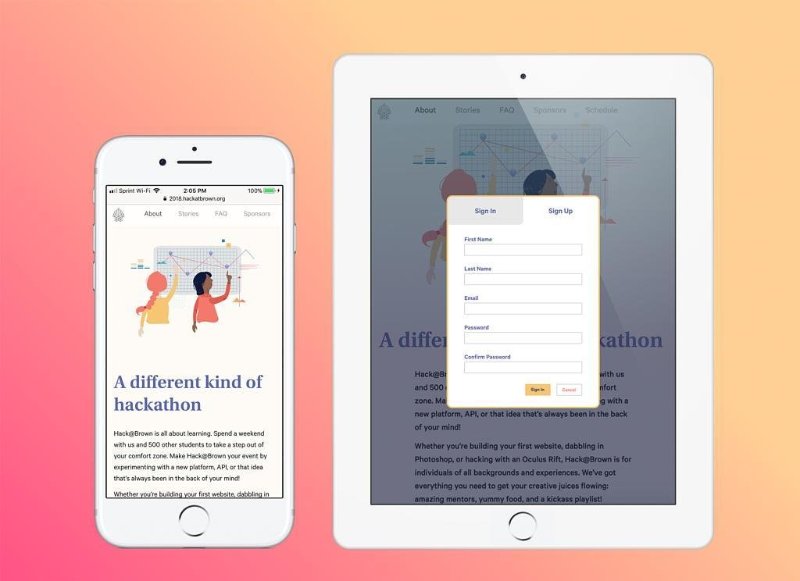 Sprint Wi-Fi 2:05 PM 100%
2018.hackatbrown.org
About Stories FAQ Sponsors
A different kind of
hackathon
Hack@Brown is all about learning. Spend a weekend
with us and 500 other students to take a step out of
your comfort zone. Make Hack@Brown your event by
experimenting with a new platform, API, or that idea
that's always been in the back of your mind!
Whether you're building your first website, dabbling in
About Stories FAQ Sponsors Schedule
Sign In Sign Up
First Name
Last Name
Email
Password
Confirm Password
Sign In Cancel
A diffe kathon
Hack@B with us
and 500 othe fort
zone. Make with a
new platform, API, or that idea that's always been in the back
of your mind!
Whether you're building your first website, dabbling in
Photoshop, or hacking with an Oculus Rift, Hack@Brown is for
individuals of all backgrounds and experiences. We've got
everything you need to get your creative juices flowing:
amazing mentors, yummy food, and a kickass playlist!